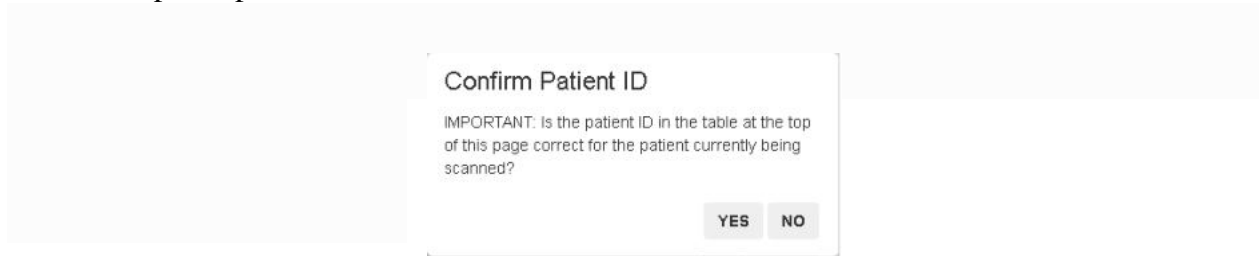 Confirm Patient ID
IMPORTANT: Is the patient ID in the table at the top
of this page correct for the patient currently being
scanned?
YES NO